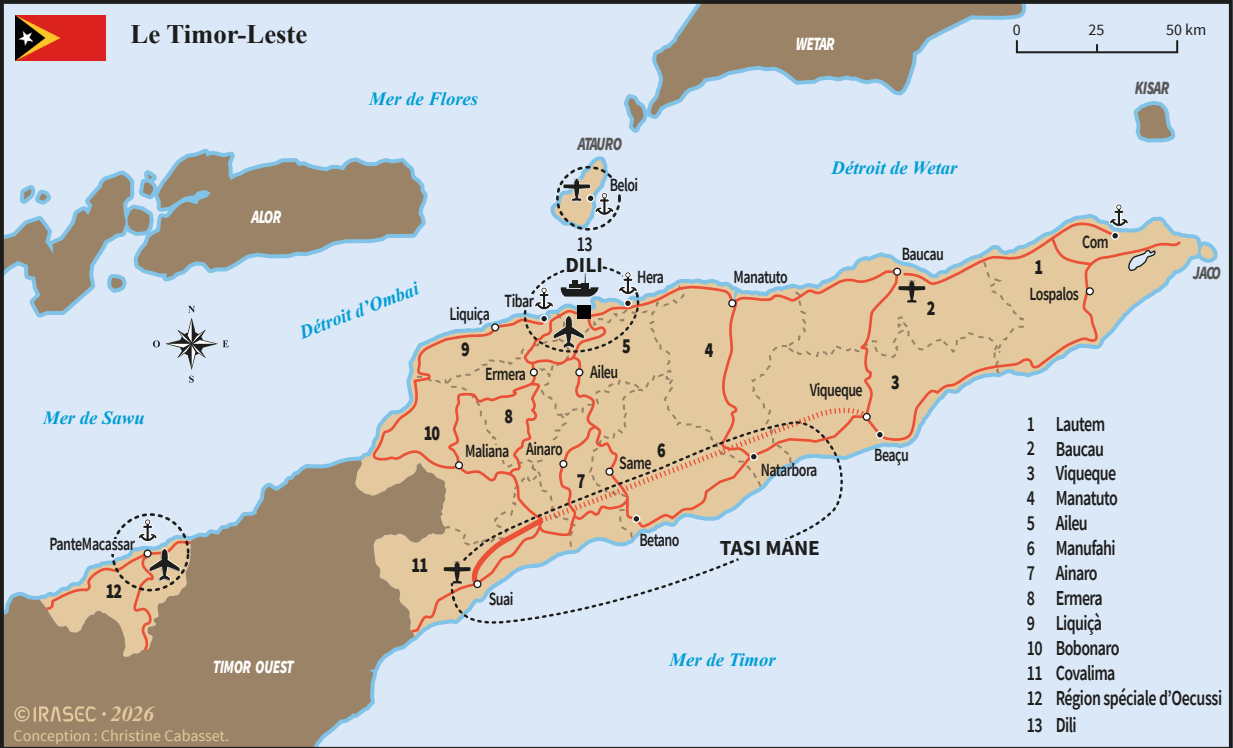 Le Timor-Leste
0 25 50 km
WETAR
KISAR
Mer de Flores
ATAURO
Détroit de Wetar
Beloi
ALOR
13
DILI
Com
1
JACO
Baucau
Hera
Manatuto
Lospalos
Tibar
2
Détroit d'Ombai
Liquiça
N
O E
S
9
5
4
Ermera
Aileu
3
Viqueque
Mer de Sawu
8
10
Maliana
Ainaro
6
Beaçu
Same
Natarbora
7
PanteMacassar
Betano
TASI MANE
11
12
Suai
TIMOR OUEST
Mer de Timor
1 Lautem
2 Baucau
3 Viqueque
4 Manatuto
5 Aileu
6 Manufahi
7 Ainaro
8 Ermera
9 Liquiçà
10 Bobonaro
11 Covalima
12 Région spéciale d'Oecussi
13 Dili
©IRASEC · 2026
Conception : Christine Cabasset.